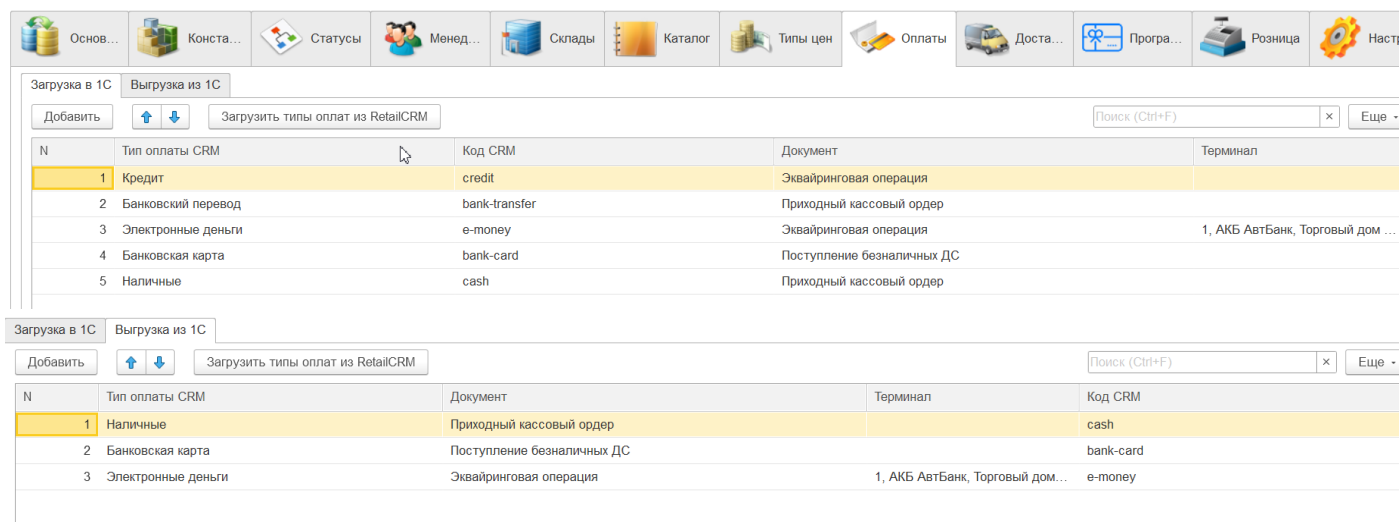 Основ... Конста... Статусы Менед... Склады Каталог Типы цен Оплаты Доста... Програ... Розница Настр
Загрузка в 1С Выгрузка из 1С
Добавить Загрузить типы оплат из RetailCRM Поиск (Ctrl+F) × Еще
N Тип оплаты CRM Код CRM Документ Терминал
1 Кредит credit Эквайринговая операция
2 Банковский перевод bank-transfer Приходный кассовый ордер
3 Электронные деньги e-money Эквайринговая операция 1, АКБ АвтБанк, Торговый дом ...
4 Банковская карта bank-card Поступление безналичных ДС
5 Наличные cash Приходный кассовый ордер
Загрузка в 1С Выгрузка из 1С
Добавить Загрузить типы оплат из RetailCRM Поиск (Ctrl+F) × Еще
N Тип оплаты CRM Документ Терминал Код CRM
1 Наличные Приходный кассовый ордер cash
2 Банковская карта Поступление безналичных ДС bank-card
3 Электронные деньги Эквайринговая операция 1, АКБ АвтБанк, Торговый дом... e-money